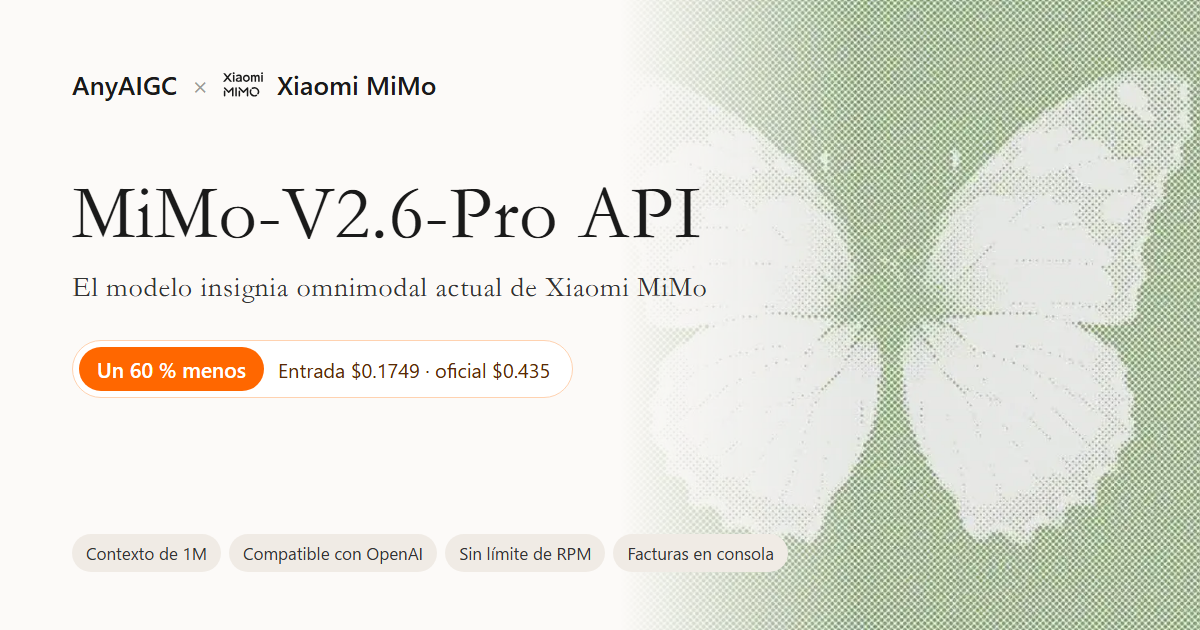 AnyAIGC × Xiaomi MiMO Xiaomi MiMo
MiMo-V2.6-Pro API
El modelo insignia omnimodal actual de Xiaomi MiMo
Un 60 % menos Entrada $0.1749 · oficial $0.435
Contexto de 1M Compatible con OpenAI Sin límite de RPM Facturas en consola